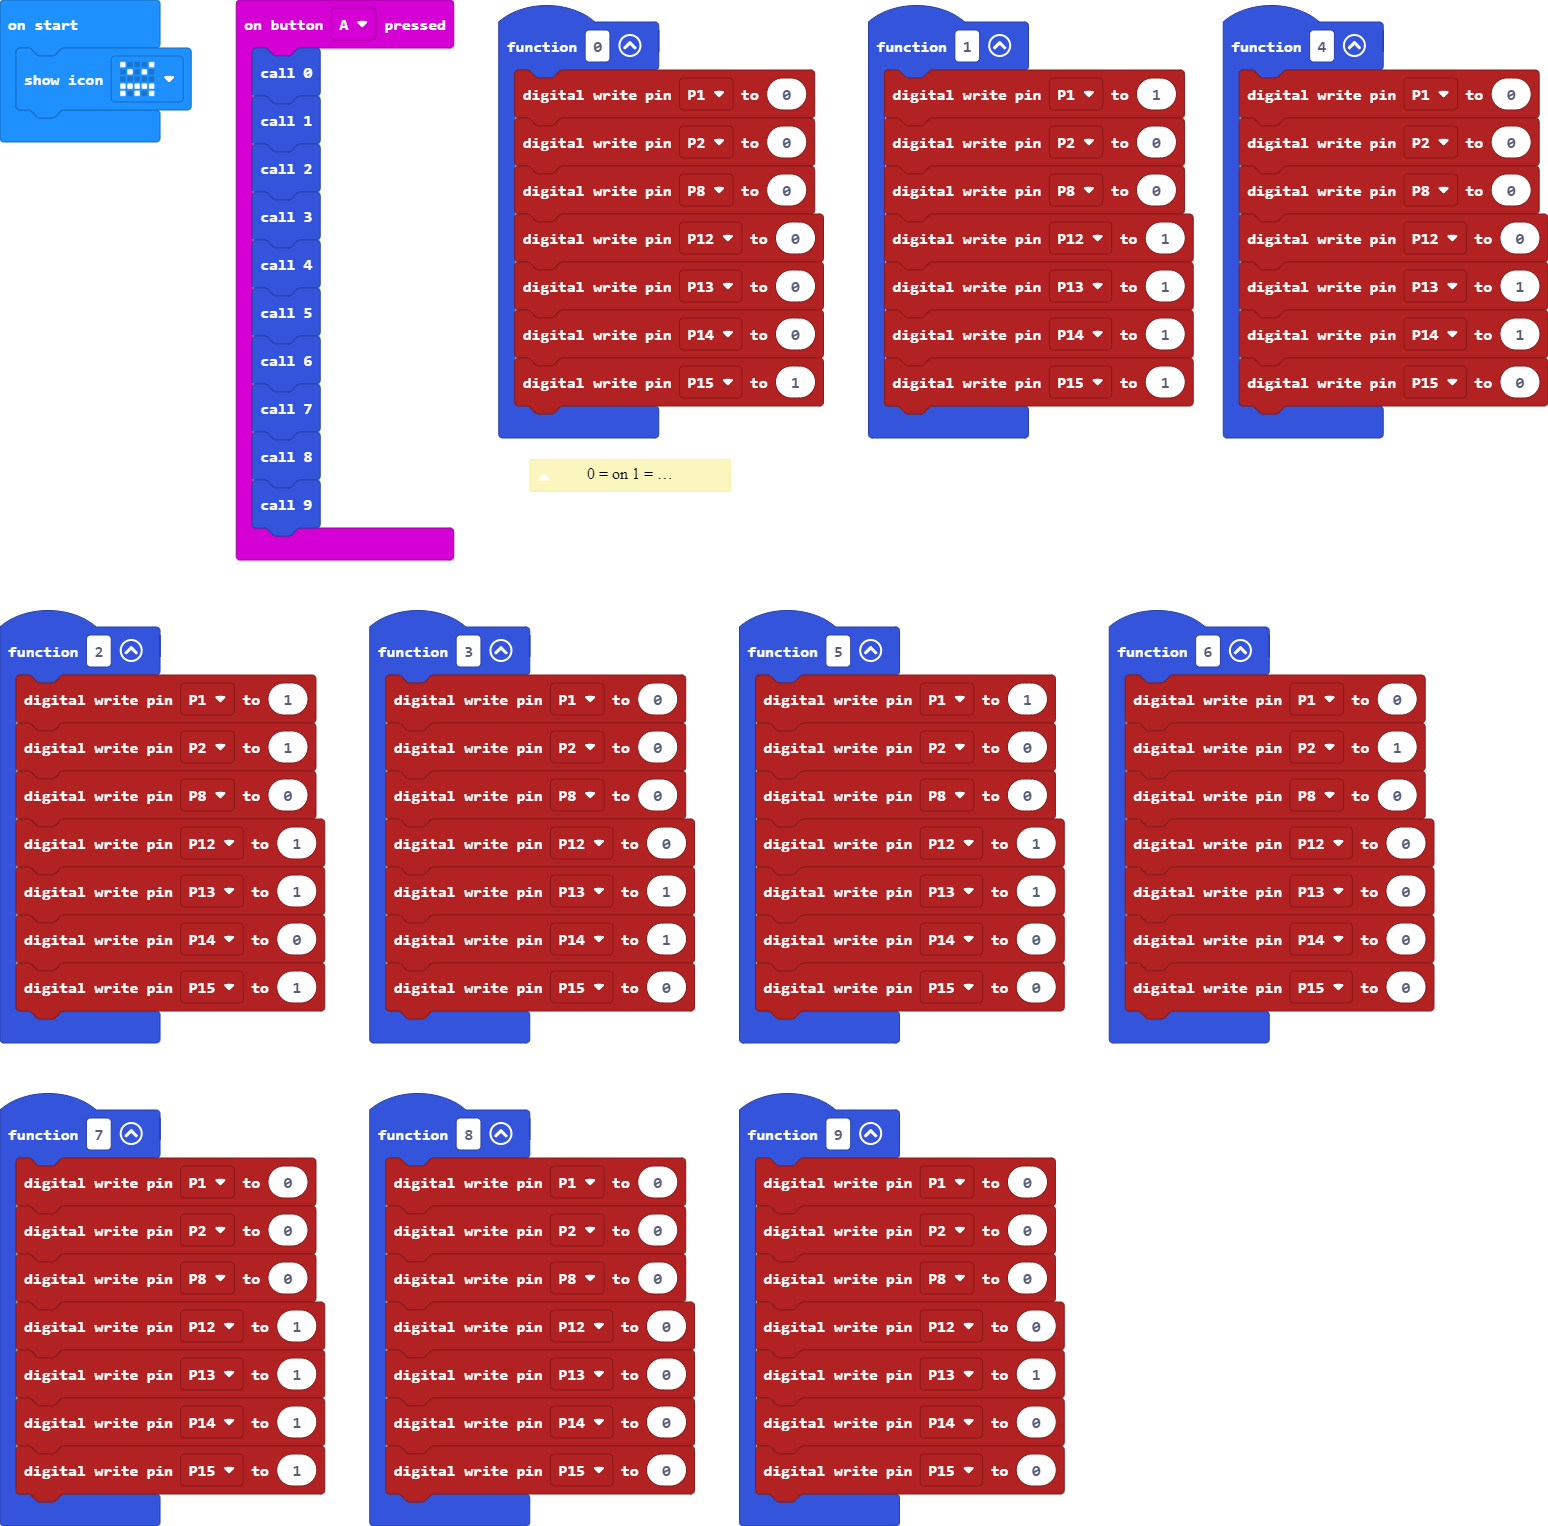 on start
show icon
on button A pressed
call 0
call 1
call 2
call 3
call 4
call 5
call 6
call 7
call 8
call 9
function 0
digital write pin P1 to 0
digital write pin P2 to 0
digital write pin P8 to 0
digital write pin P12 to 0
digital write pin P13 to 0
digital write pin P14 to 0
digital write pin P15 to 1
0 = on 1 = …
function 1
digital write pin P1 to 1
digital write pin P2 to 0
digital write pin P8 to 0
digital write pin P12 to 1
digital write pin P13 to 1
digital write pin P14 to 1
digital write pin P15 to 1
function 4
digital write pin P1 to 0
digital write pin P2 to 0
digital write pin P8 to 0
digital write pin P12 to 0
digital write pin P13 to 1
digital write pin P14 to 1
digital write pin P15 to 0
function 2
digital write pin P1 to 1
digital write pin P2 to 1
digital write pin P8 to 0
digital write pin P12 to 1
digital write pin P13 to 1
digital write pin P14 to 0
digital write pin P15 to 1
function 3
digital write pin P1 to 0
digital write pin P2 to 0
digital write pin P8 to 0
digital write pin P12 to 0
digital write pin P13 to 1
digital write pin P14 to 1
digital write pin P15 to 0
function 5
digital write pin P1 to 1
digital write pin P2 to 0
digital write pin P8 to 0
digital write pin P12 to 1
digital write pin P13 to 1
digital write pin P14 to 0
digital write pin P15 to 0
function 6
digital write pin P1 to 0
digital write pin P2 to 1
digital write pin P8 to 0
digital write pin P12 to 0
digital write pin P13 to 0
digital write pin P14 to 0
digital write pin P15 to 0
function 7
digital write pin P1 to 0
digital write pin P2 to 0
digital write pin P8 to 0
digital write pin P12 to 1
digital write pin P13 to 1
digital write pin P14 to 1
digital write pin P15 to 1
function 8
digital write pin P1 to 0
digital write pin P2 to 0
digital write pin P8 to 0
digital write pin P12 to 0
digital write pin P13 to 0
digital write pin P14 to 0
digital write pin P15 to 0
function 9
digital write pin P1 to 0
digital write pin P2 to 0
digital write pin P8 to 0
digital write pin P12 to 0
digital write pin P13 to 1
digital write pin P14 to 0
digital write pin P15 to 0